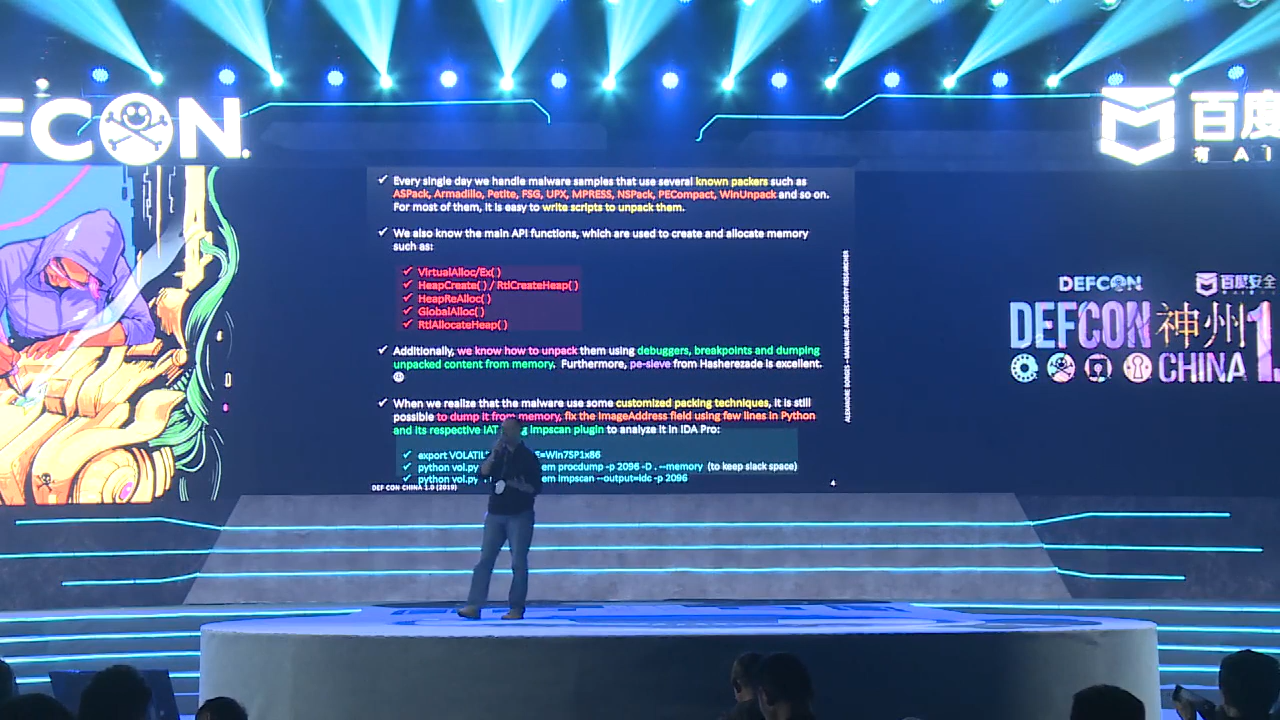 DEFCON.
百度
有 A I
✓ Every single day we handle malware samples that use several known packers such as
ASPack, Armadillo, Petite, FSG, UPX, MPRESS, NSPack, PECompact, WinUnpack and so on.
For most of them, it is easy to write scripts to unpack them.
✓ We also know the main API functions, which are used to create and allocate memory
such as:
✓ VirtualAlloc/Ex( )
✓ HeapCreate( ) / RtlCreateHeap( )
✓ HeapReAlloc( )
✓ GlobalAlloc( )
✓ RtlAllocateHeap( )
✓ Additionally, we know how to unpack them using debuggers, breakpoints and dumping
unpacked content from memory. Furthermore, pe-sieve from Hasherezade is excellent.
✓ When we realize that the malware use some customized packing techniques, it is still
possible to dump it from memory, fix the ImageAddress field using few lines in Python
and its respective IAT impscan plugin to analyze it in IDA Pro:
✓ export =Win7SP1x86
✓ python vol.py procdump -p 2096 -D . --memory (to keep slack space)
✓ python vol.py impscan --output=idc -p 2096
DEF CON CHINA 1.0 (2019)
4
ALEXANDRE BORGES - MALWARE AND SECURITY RESEARCHER
DEFCON
百度安全
DEFCON 神州 1.
CHINA